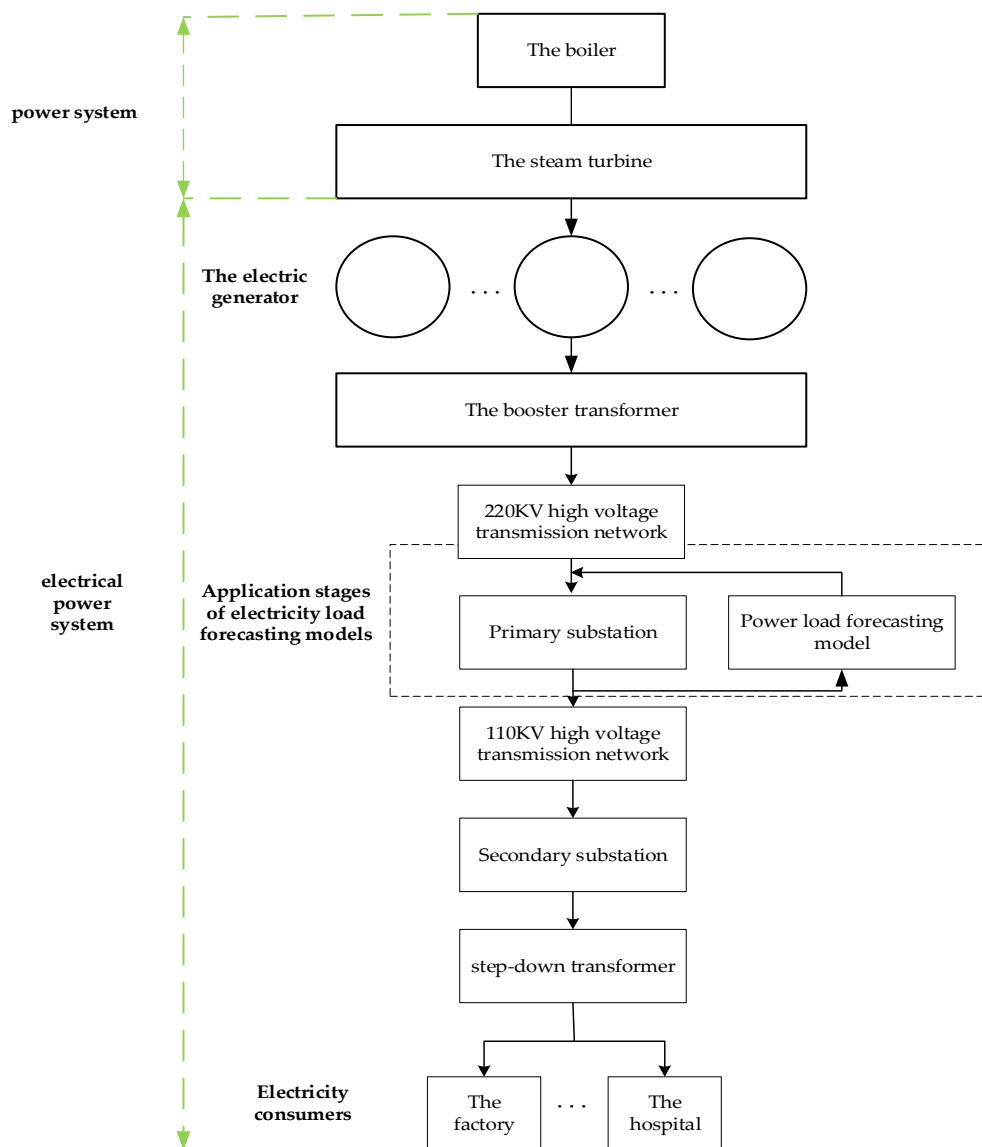 The boiler
power system
The steam turbine
The electric
generator
. . .
. . .
The booster transformer
220KV high voltage
transmission network
electrical
power
system
Application stages
of electricity load
forecasting models
Primary substation
Power load forecasting
model
110KV high voltage
transmission network
Secondary substation
step-down transformer
Electricity
consumers
The
factory
. . .
The
hospital